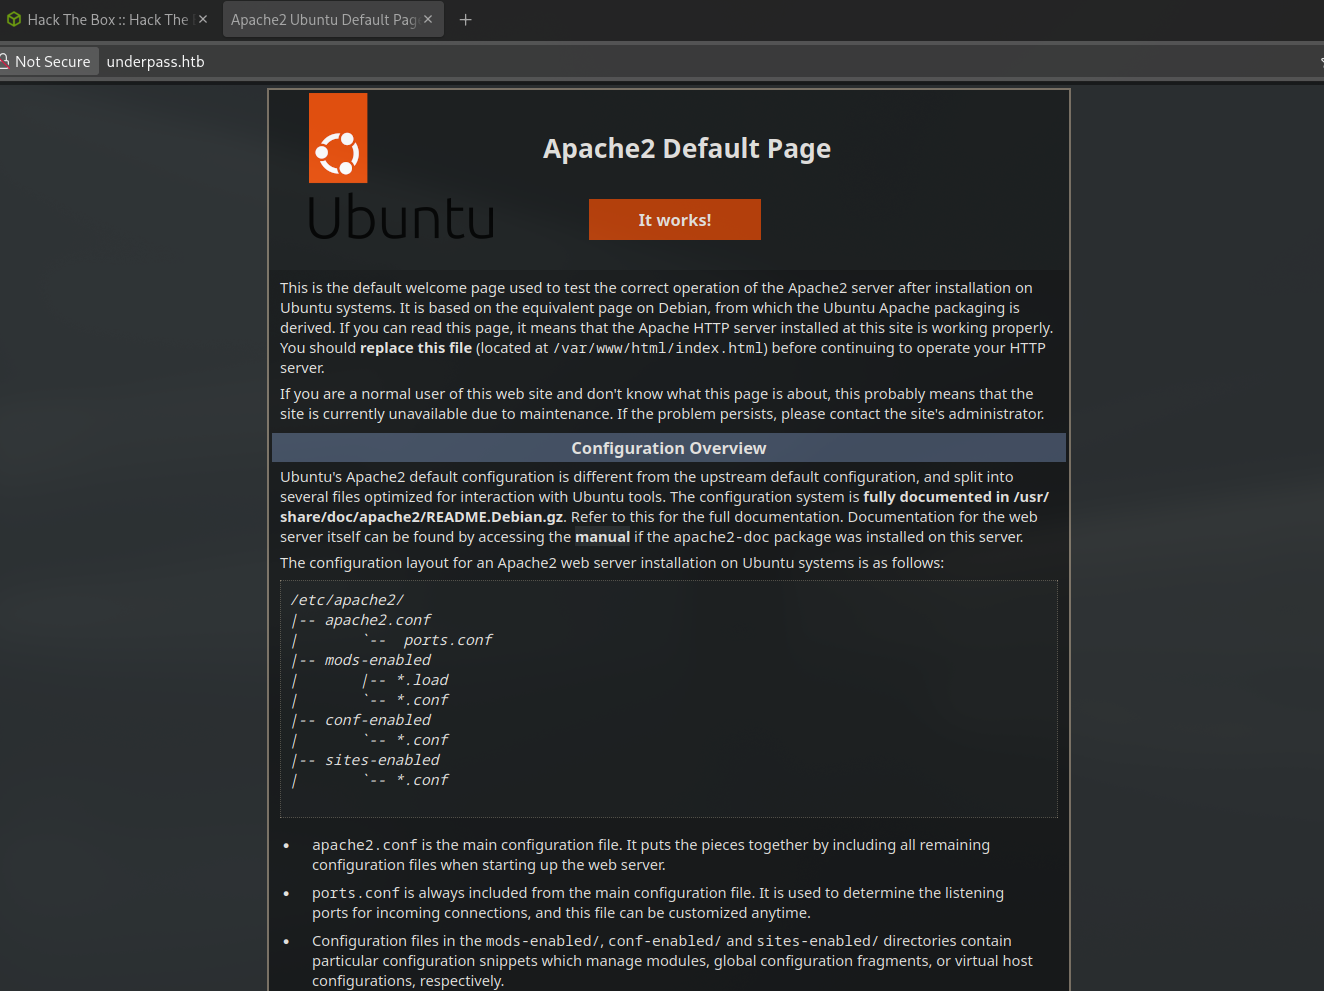 Hack The Box :: Hack The
Apache2 Ubuntu Default Pag
Not Secure
underpass.htb
Ubuntu
Apache2 Default Page
It works!
This is the default welcome page used to test the correct operation of the Apache2 server after installation on
Ubuntu systems. It is based on the equivalent page on Debian, from which the Ubuntu Apache packaging is
derived. If you can read this page, it means that the Apache HTTP server installed at this site is working properly.
You should replace this file (located at /var/www/html/index.html) before continuing to operate your HTTP
server.
If you are a normal user of this web site and don't know what this page is about, this probably means that the
site is currently unavailable due to maintenance. If the problem persists, please contact the site's administrator.
Configuration Overview
Ubuntu's Apache2 default configuration is different from the upstream default configuration, and split into
several files optimized for interaction with Ubuntu tools. The configuration system is fully documented in /usr/
share/doc/apache2/README.Debian.gz. Refer to this for the full documentation. Documentation for the web
server itself can be found by accessing the manual if the apache2-doc package was installed on this server.
The configuration layout for an Apache2 web server installation on Ubuntu systems is as follows:
/etc/apache2/
|-- apache2.conf
|       `--  ports.conf
|-- mods-enabled
|       |-- *.load
|       `-- *.conf
|-- conf-enabled
|       `-- *.conf
|-- sites-enabled
|       `-- *.conf
• apache2.conf is the main configuration file. It puts the pieces together by including all remaining
configuration files when starting up the web server.
• ports.conf is always included from the main configuration file. It is used to determine the listening
ports for incoming connections, and this file can be customized anytime.
• Configuration files in the mods-enabled/, conf-enabled/ and sites-enabled/ directories contain
particular configuration snippets which manage modules, global configuration fragments, or virtual host
configurations, respectively.